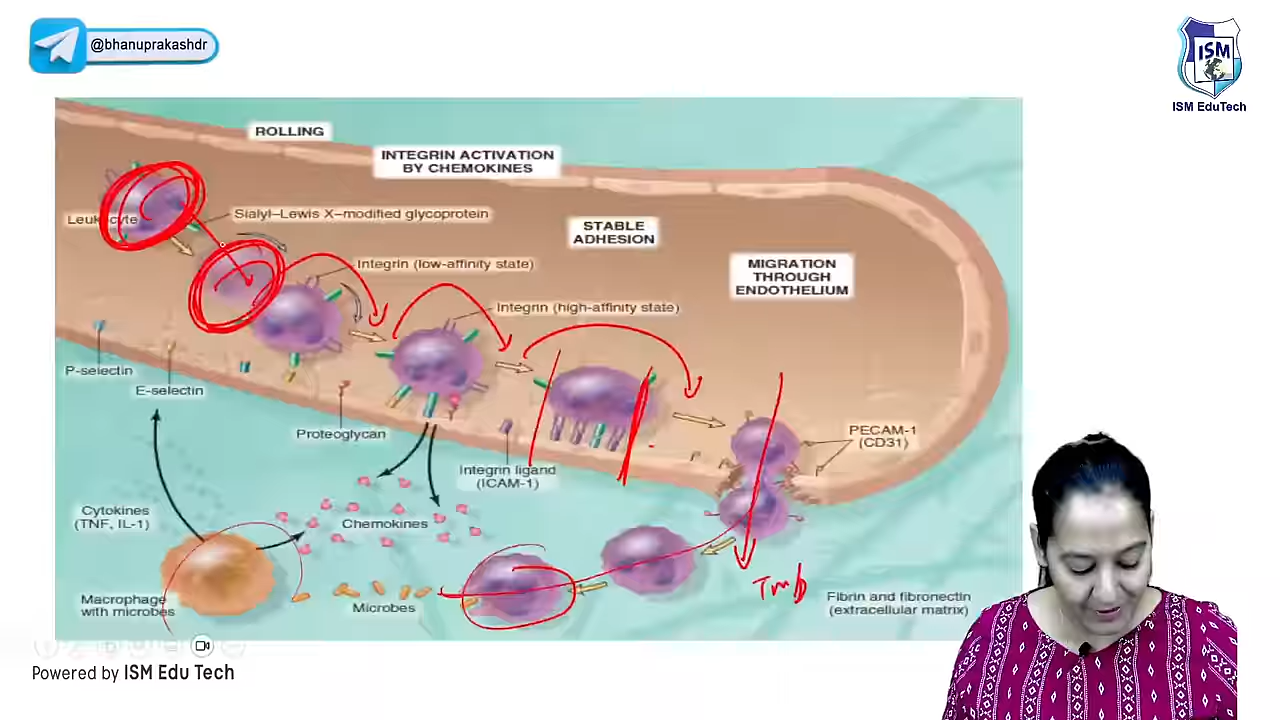 @bhanuprakashdr
ISM
ISM EduTech
ROLLING
INTEGRIN ACTIVATION
BY CHEMOKINES
Leukocyte
Sialyl–Lewis X–modified glycoprotein
STABLE
ADHESION
Integrin (low-affinity state)
MIGRATION
THROUGH
ENDOTHELIUM
Integrin (high-affinity state)
P-selectin
E-selectin
Proteoglycan
PECAM-1
(CD31)
Integrin ligand
(ICAM-1)
Cytokines
(TNF, IL-1)
Chemokines
Macrophage
with microbes
Microbes
Fibrin and fibronectin
(extracellular matrix)
Powered by ISM Edu Tech